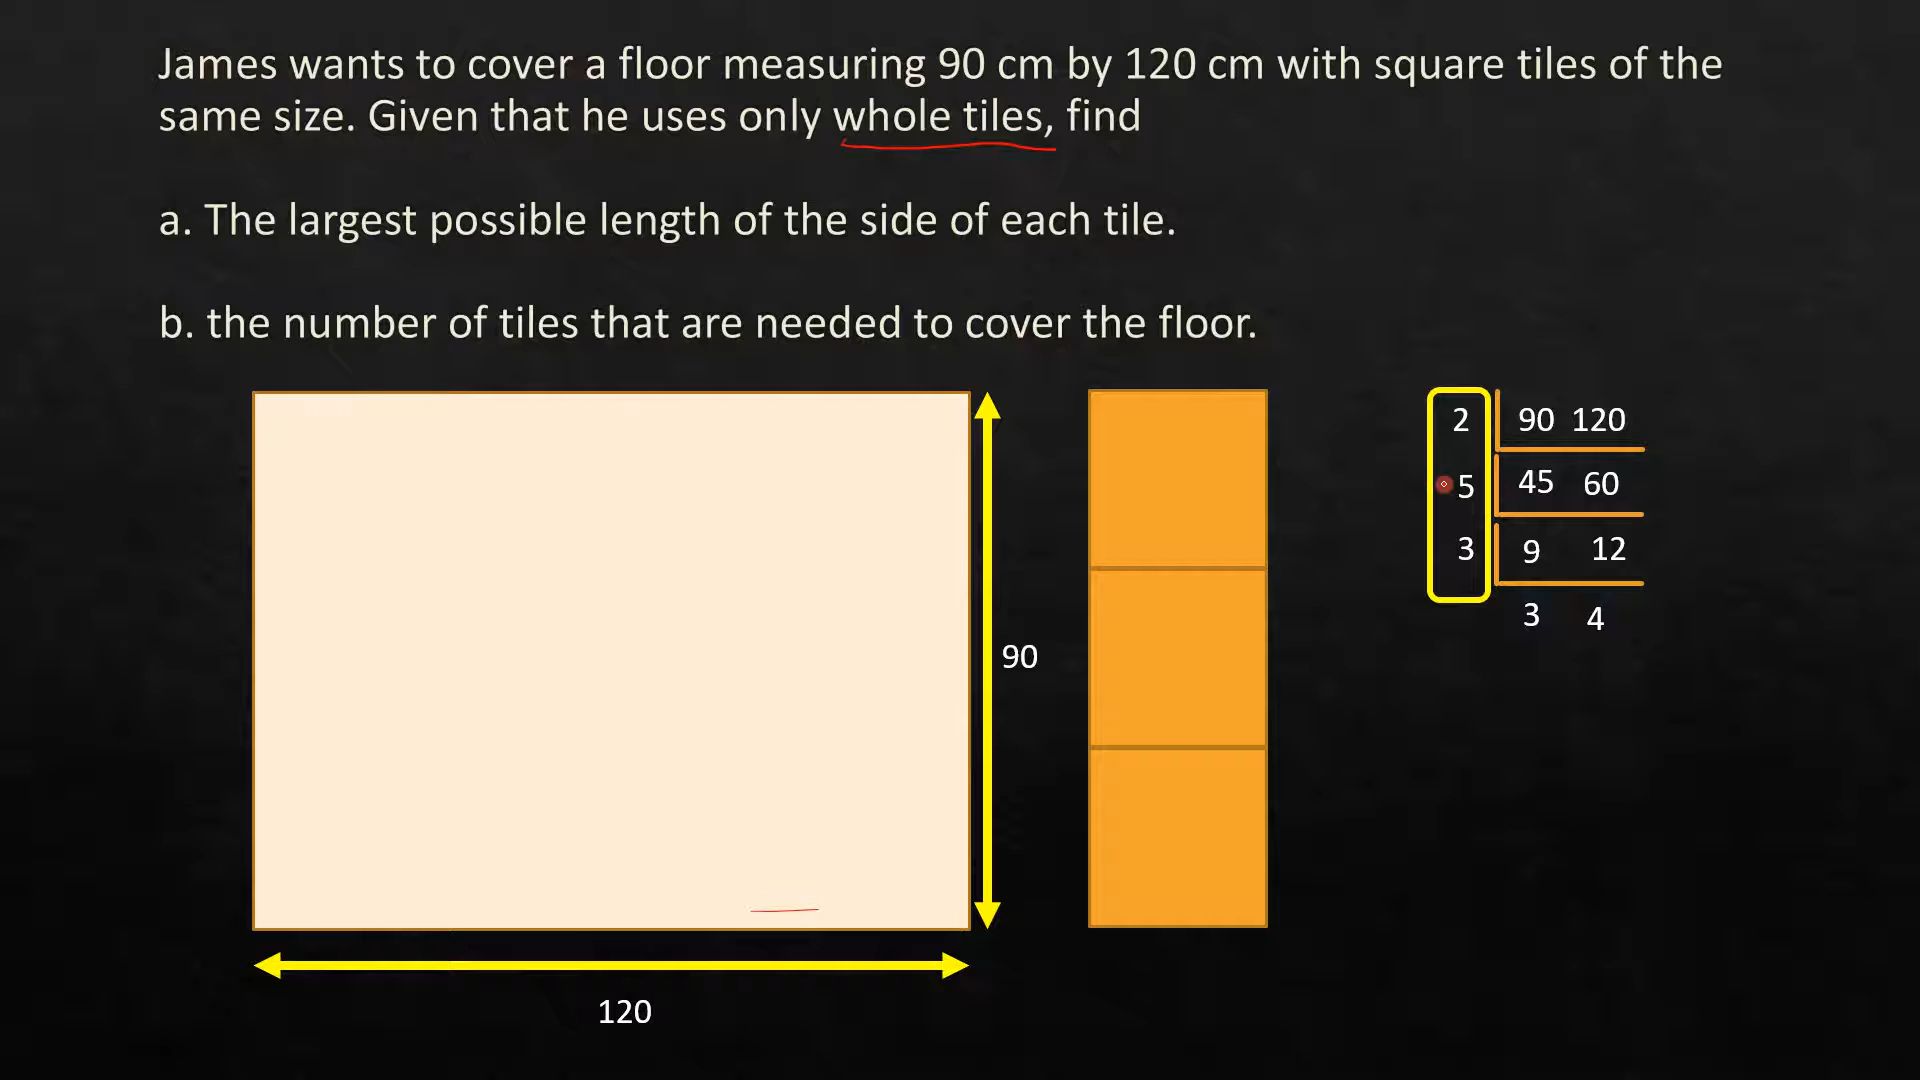 James wants to cover a floor measuring 90 cm by 120 cm with square tiles of the
same size. Given that he uses only whole tiles, find
a. The largest possible length of the side of each tile.
b. the number of tiles that are needed to cover the floor.
2 90 120
5 45 60
3 9 12
3 4
90
120